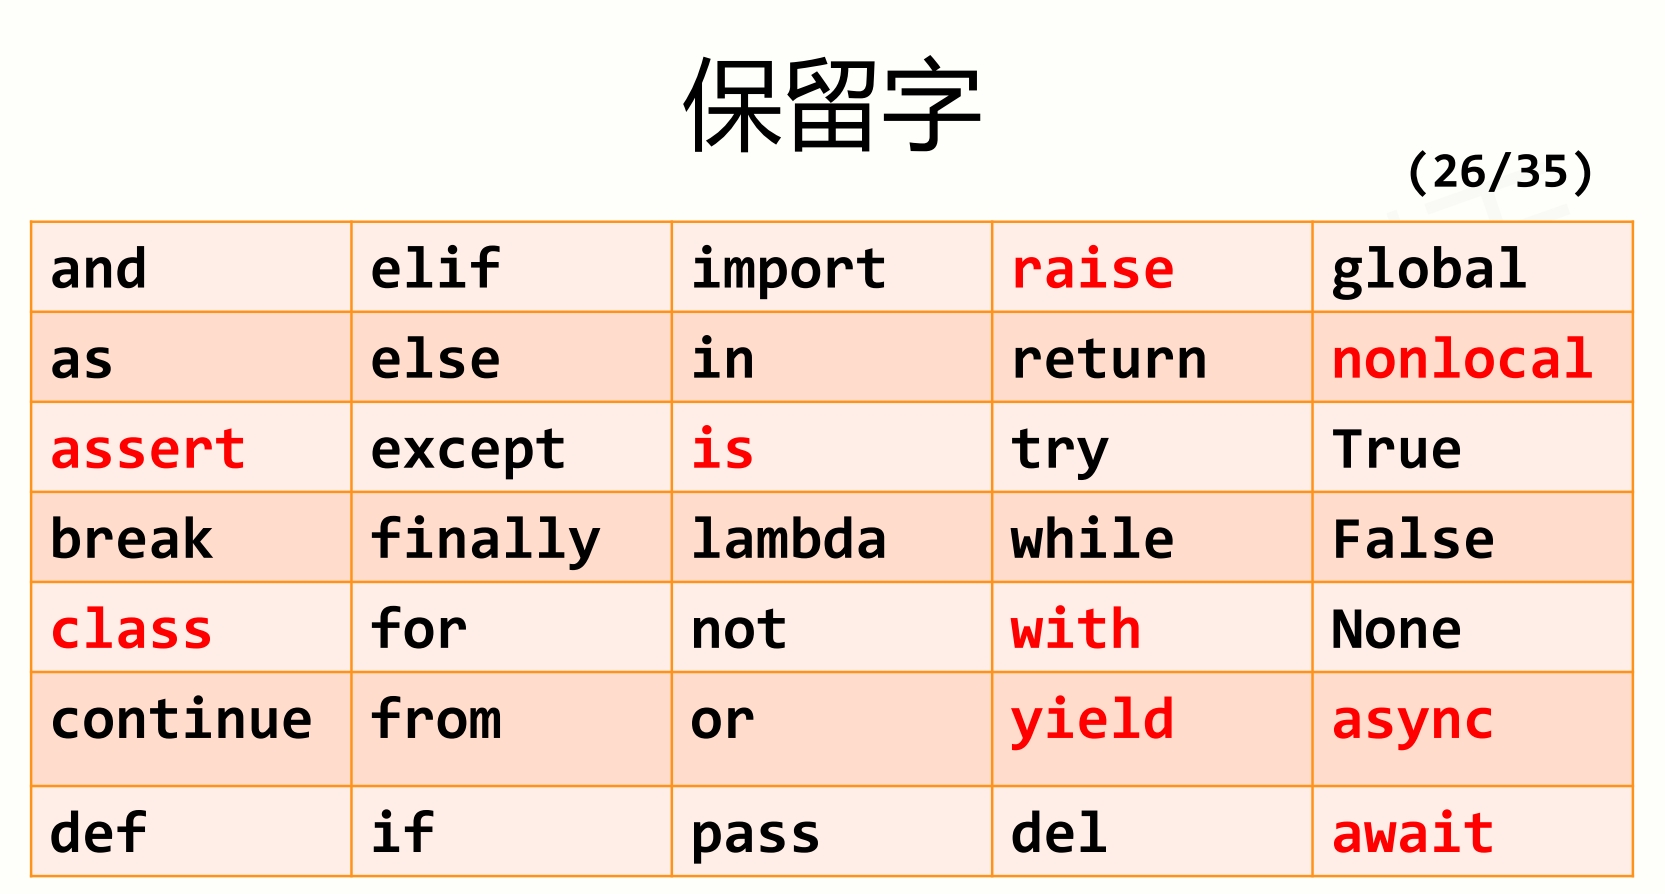 保留字
(26/35)
and elif import raise global
as else in return nonlocal
assert except is try True
break finally lambda while False
class for not with None
continue from or yield async
def if pass del await